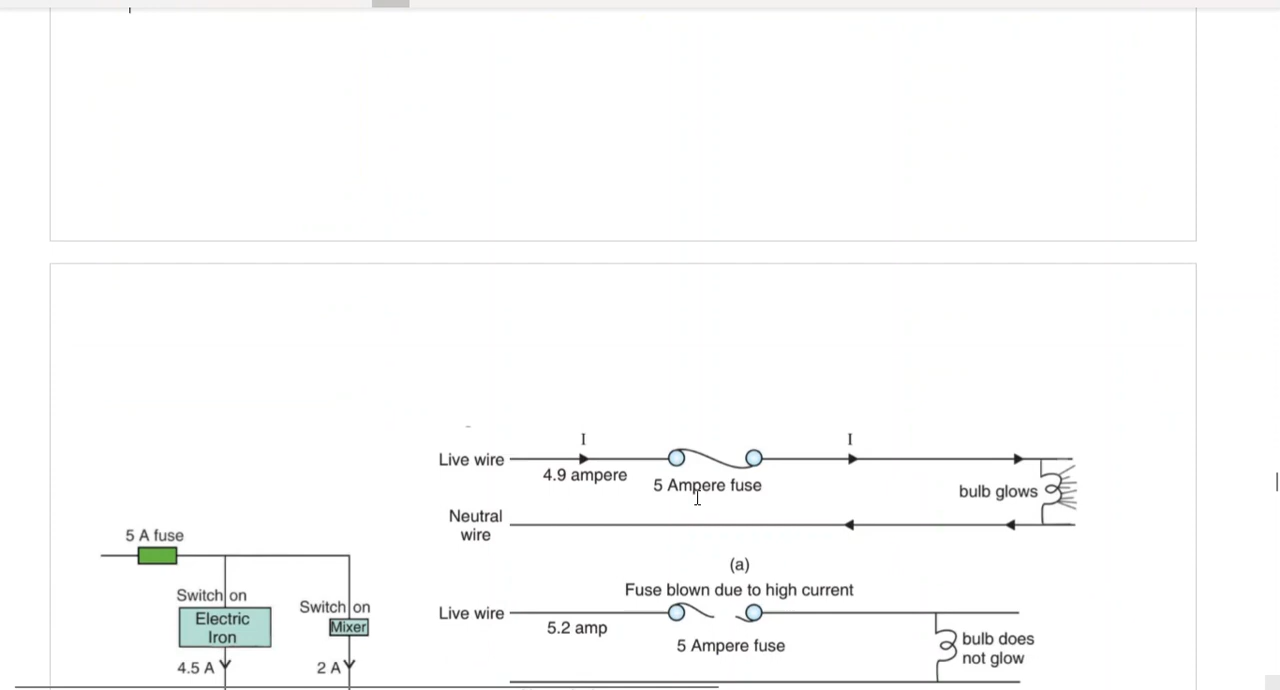 I
I
Live wire
4.9 ampere
5 Ampere fuse
bulb glows
Neutral
wire
(a)
Fuse blown due to high current
Live wire
5.2 amp
5 Ampere fuse
bulb does
not glow
5 A fuse
Switch on
Electric
Iron
4.5 A
Switch on
Mixer
2 A